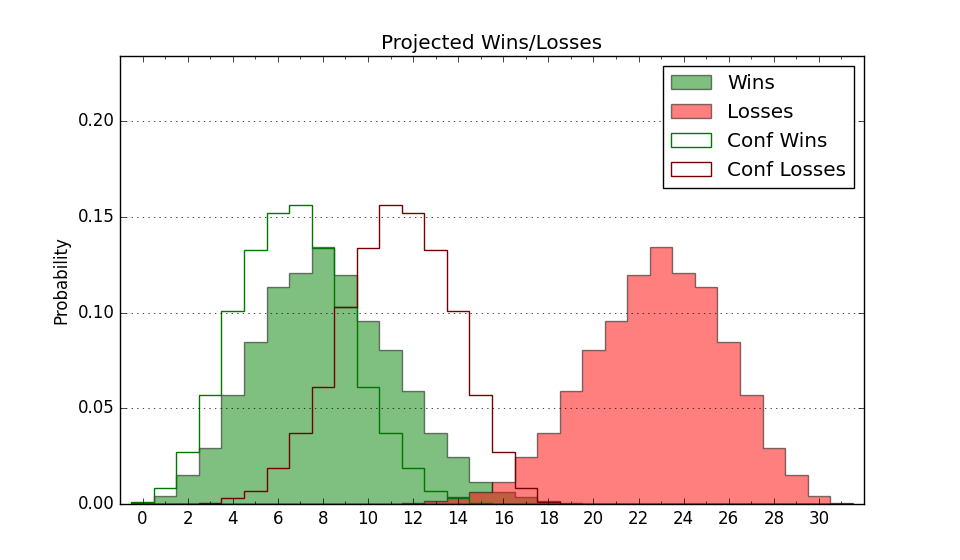 Projected Wins/Losses
Wins
Losses
Conf Wins
Conf Losses
Probability
0.20
0.15
0.10
0.05
0.00
0 2 4 6 8 10 12 14 16 18 20 22 24 26 28 30